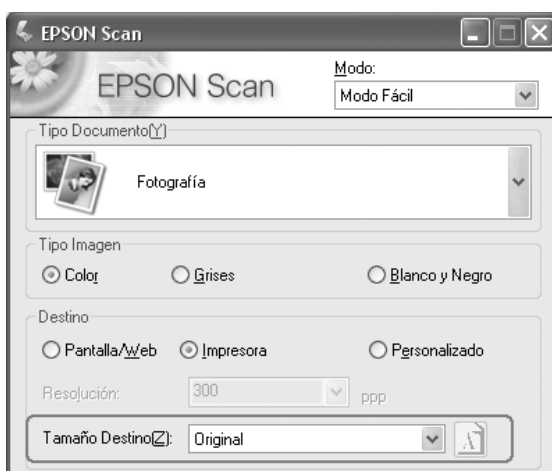 EPSON Scan
EPSON Scan
Modo:
Modo Fácil
Tipo Documento(Y)
Fotografía
Tipo Imagen
Color Grises Blanco y Negro
Destino
Pantalla/Web Impresora Personalizado
Resolución: 300 ppp
Tamaño Destino(Z): Original